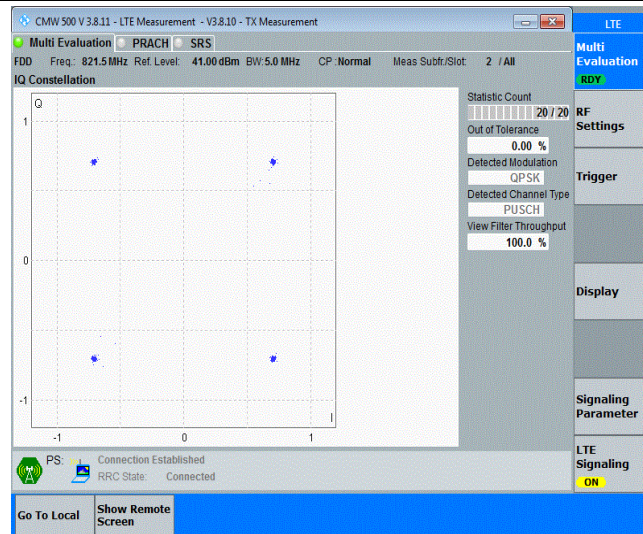 CMW 500 V 3.8.11 - LTE Measurement - V3.8.10 - TX Measurement
LTE
Multi Evaluation PRACH SRS
FDD Freq.: 821.5 MHz Ref. Level: 41.00 dBm BW: 5.0 MHz CP : Normal Meas Subfr./Slot: 2 / All
IQ Constellation
Q
1
0
-1
I
-1 0 1
Statistic Count
20 / 20
Out of Tolerance
0.00 %
Detected Modulation
QPSK
Detected Channel Type
PUSCH
View Filter Throughput
100.0 %
Multi
Evaluation
RDY
RF
Settings
Trigger
Display
Signaling
Parameter
LTE
Signaling
ON
PS: Connection Established
RRC State: Connected
Go To Local
Show Remote
Screen